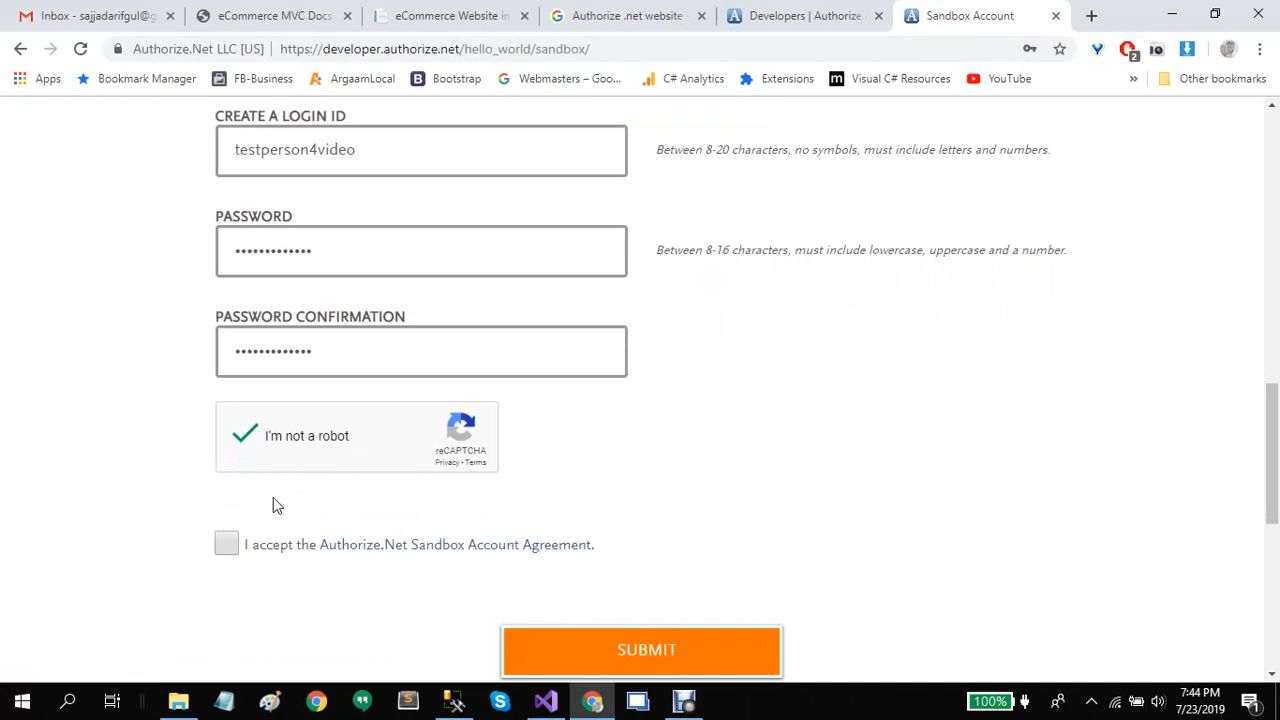 Inbox - sajjadarifgul@g
eCommerce MVC Docs
eCommerce Website in
Authorize .net website
Developers | Authorize
Sandbox Account
Authorize.Net LLC [US] https://developer.authorize.net/hello_world/sandbox/
2
Apps Bookmark Manager FB-Business ArgaamLocal Bootstrap Webmasters – Goo... C# Analytics Extensions Visual C# Resources YouTube » Other bookmarks
CREATE A LOGIN ID
testperson4video
Between 8-20 characters, no symbols, must include letters and numbers.
PASSWORD
•••••••••••••
Between 8-16 characters, must include lowercase, uppercase and a number.
PASSWORD CONFIRMATION
•••••••••••••
I'm not a robot
reCAPTCHA
Privacy - Terms
I accept the Authorize.Net Sandbox Account Agreement.
SUBMIT
100%
7:44 PM
7/23/2019
1